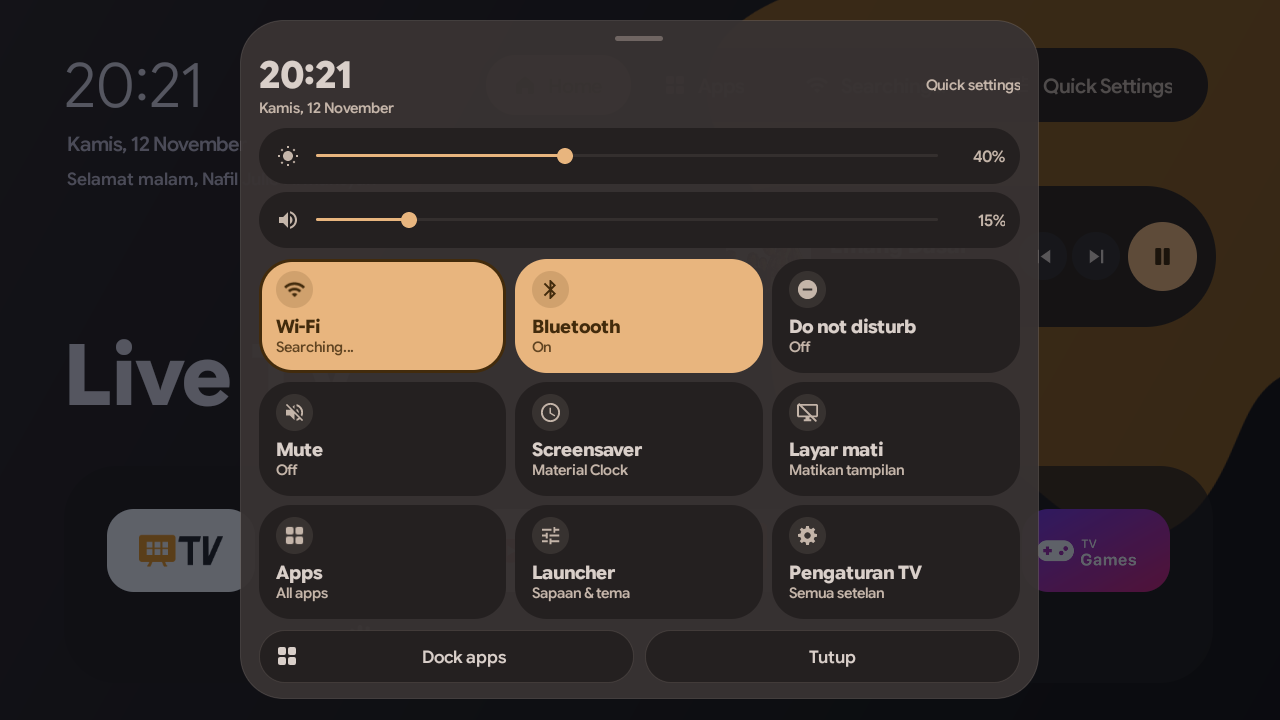 20:21
Kamis, 12 November
Selamat malam, Nafil
Live
TV
20:21
Kamis, 12 November
Quick settings
Quick Settings
40%
15%
Wi-Fi
Searching...
Bluetooth
On
Do not disturb
Off
Mute
Off
Screensaver
Material Clock
Layar mati
Matikan tampilan
Apps
All apps
Launcher
Sapaan & tema
Pengaturan TV
Semua setelan
Dock apps
Tutup
TV
Games